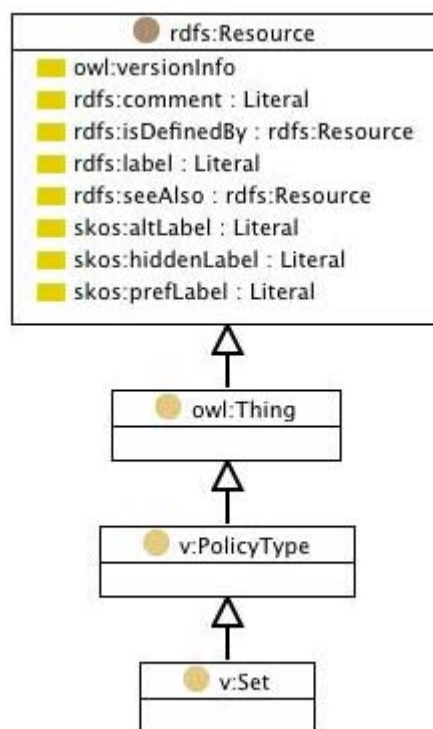 rdfs:Resource
owl:versionInfo
rdfs:comment : Literal
rdfs:isDefinedBy : rdfs:Resource
rdfs:label : Literal
rdfs:seeAlso : rdfs:Resource
skos:altLabel : Literal
skos:hiddenLabel : Literal
skos:prefLabel : Literal
owl:Thing
v:PolicyType
v:Set